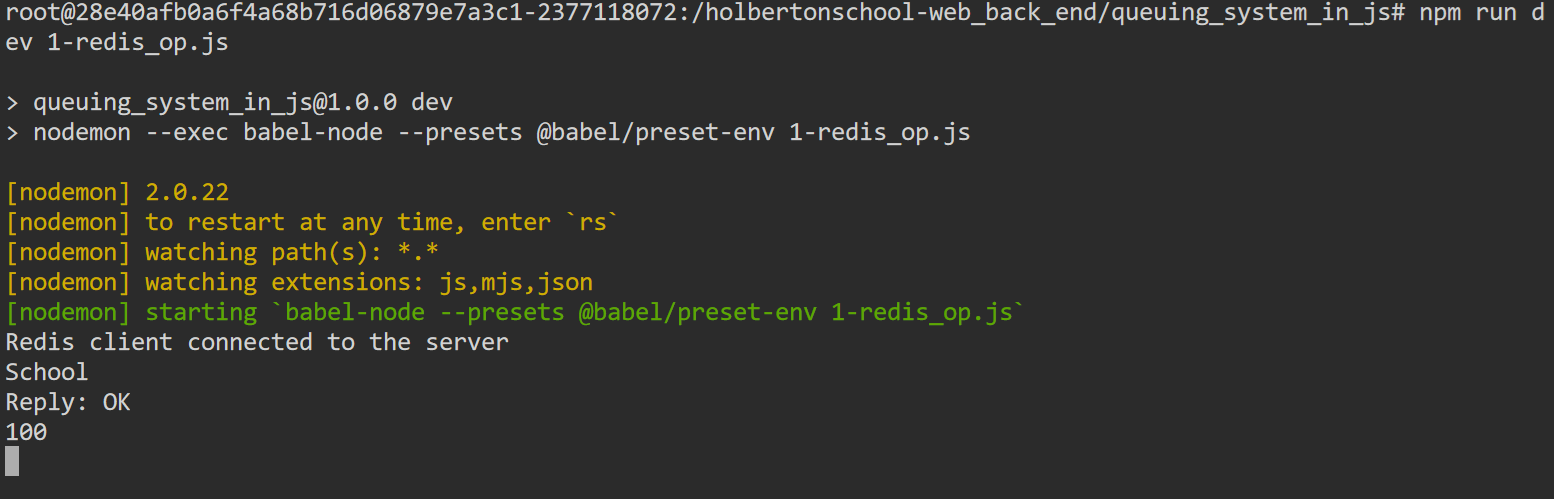 root@28e40afb0a6f4a68b716d06879e7a3c1-2377118072:/holbertonschool-web_back_end/queuing_system_in_js# npm run d
ev 1-redis_op.js
> queuing_system_in_js@1.0.0 dev
> nodemon --exec babel-node --presets @babel/preset-env 1-redis_op.js
[nodemon] 2.0.22
[nodemon] to restart at any time, enter `rs`
[nodemon] watching path(s): *.*
[nodemon] watching extensions: js,mjs,json
[nodemon] starting `babel-node --presets @babel/preset-env 1-redis_op.js`
Redis client connected to the server
School
Reply: OK
100